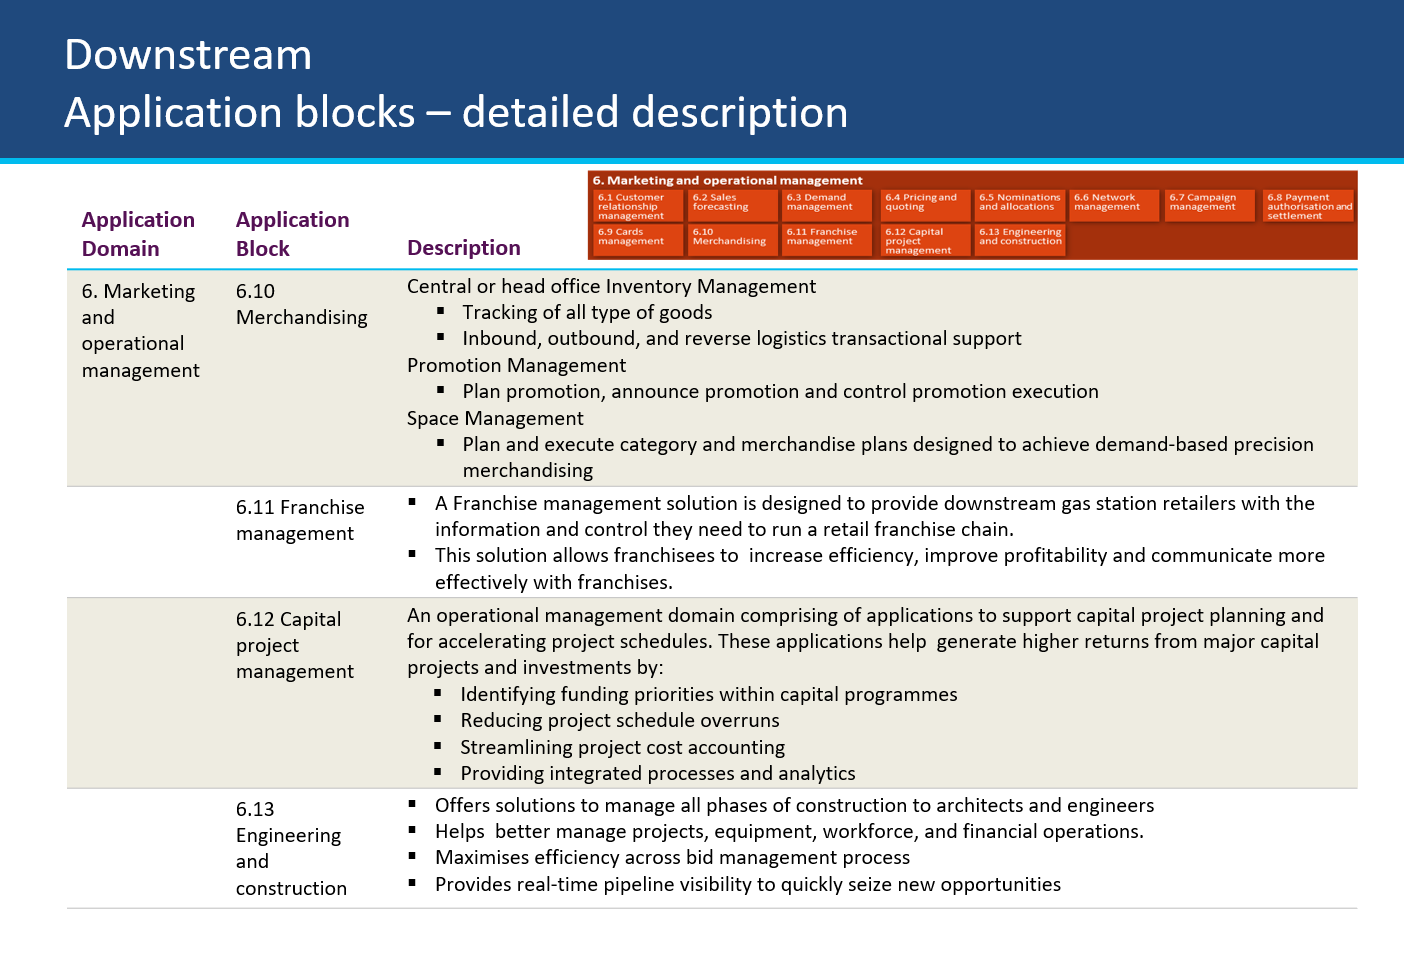 Downstream
Application blocks – detailed description
6. Marketing and operational management
6.1 Customer relationship management
6.2 Sales forecasting
6.3 Demand management
6.4 Pricing and quoting
6.5 Nominations and allocations
6.6 Network management
6.7 Campaign management
6.8 Payment authorisation and settlement
6.9 Cards management
6.10 Merchandising
6.11 Franchise management
6.12 Capital project management
6.13 Engineering and construction
Application
Domain
Application
Block
Description
6. Marketing
and
operational
management
6.10
Merchandising
Central or head office Inventory Management
▪ Tracking of all type of goods
▪ Inbound, outbound, and reverse logistics transactional support
Promotion Management
▪ Plan promotion, announce promotion and control promotion execution
Space Management
▪ Plan and execute category and merchandise plans designed to achieve demand-based precision
merchandising
6.11 Franchise
management
▪ A Franchise management solution is designed to provide downstream gas station retailers with the
information and control they need to run a retail franchise chain.
▪ This solution allows franchisees to  increase efficiency, improve profitability and communicate more
effectively with franchises.
6.12 Capital
project
management
An operational management domain comprising of applications to support capital project planning and
for accelerating project schedules. These applications help  generate higher returns from major capital
projects and investments by:
▪ Identifying funding priorities within capital programmes
▪ Reducing project schedule overruns
▪ Streamlining project cost accounting
▪ Providing integrated processes and analytics
6.13
Engineering
and
construction
▪ Offers solutions to manage all phases of construction to architects and engineers
▪ Helps  better manage projects, equipment, workforce, and financial operations.
▪ Maximises efficiency across bid management process
▪ Provides real-time pipeline visibility to quickly seize new opportunities